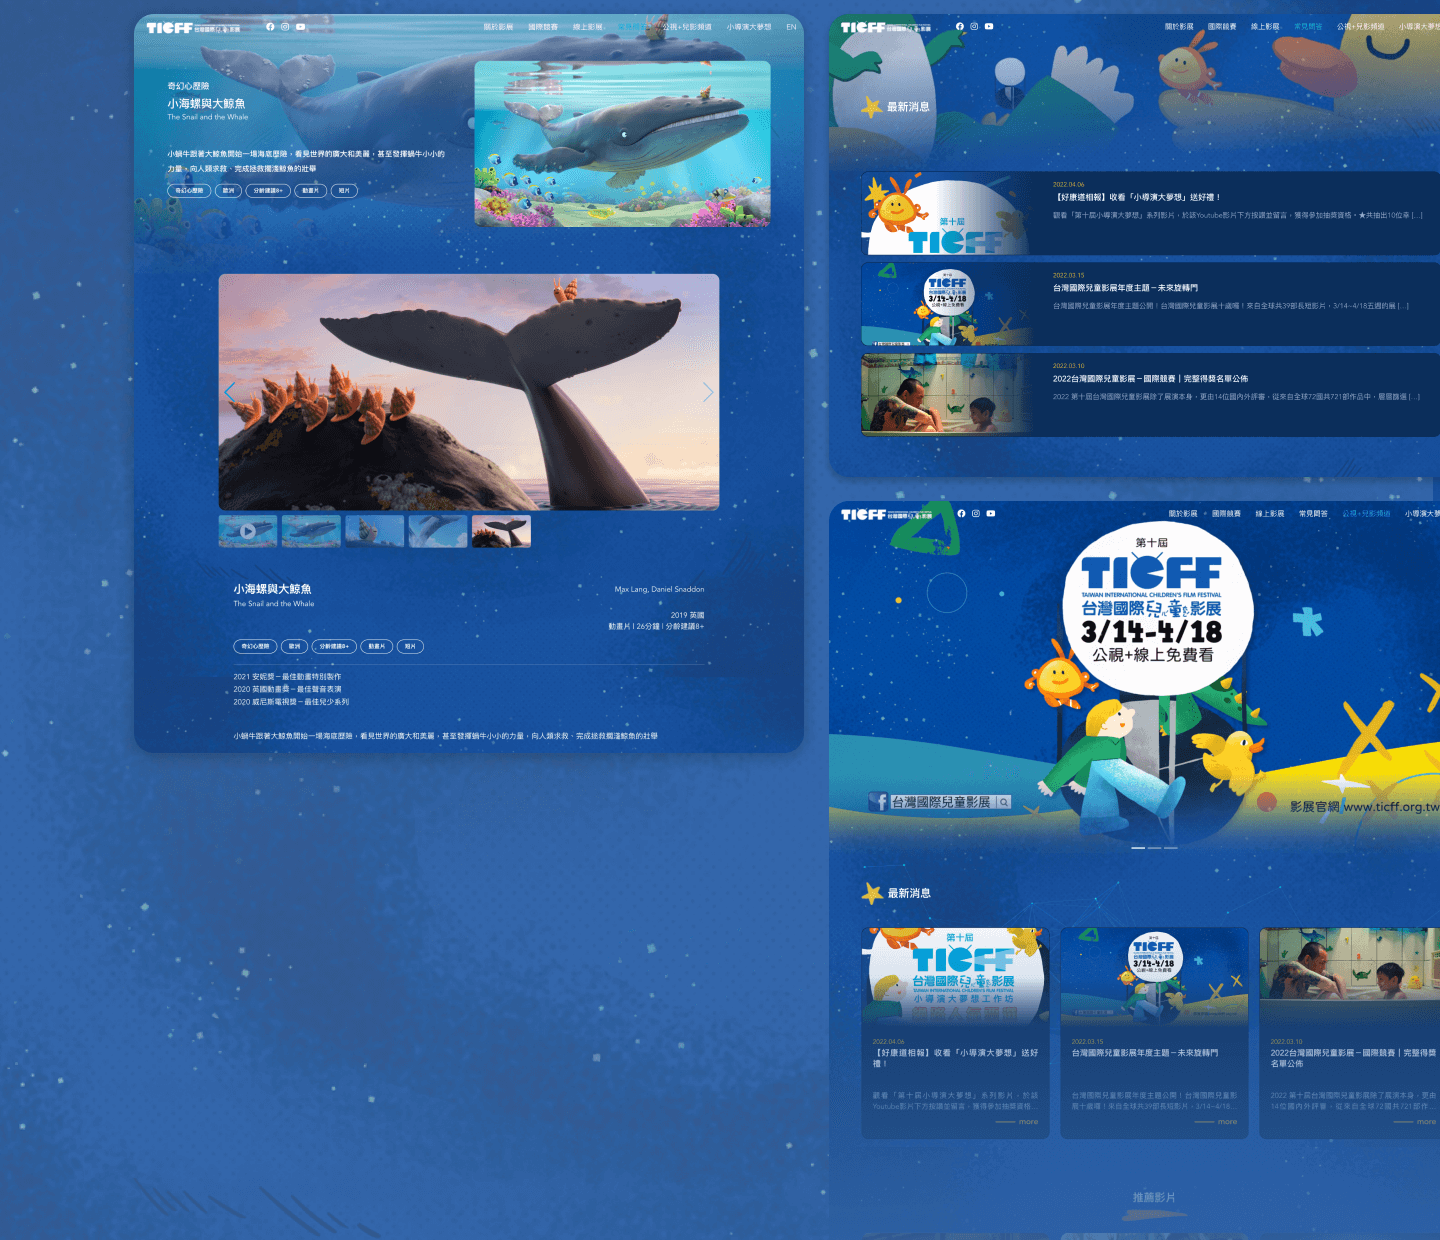 TICFF 台灣國際兒童影展
關於影展 國際競賽 線上影展 常見問答 公視+兒影頻道 小導演大夢想 EN
奇幻心歷險
小海螺與大鯨魚
The Snail and the Whale
小蝸牛跟著大鯨魚開始一場海底歷險，看見世界的廣大和美麗，甚至發揮蝸牛小小的
力量，向人類求救、完成拯救擱淺鯨魚的壯舉
奇幻心歷險 歐洲 分齡建議8+ 動畫片 短片
小海螺與大鯨魚
The Snail and the Whale
Max Lang, Daniel Snaddon
2019 英國
動畫片 | 26分鐘 | 分齡建議8+
奇幻心歷險 歐洲 分齡建議8+ 動畫片 短片
2021 安妮獎－最佳動畫特別製作
2020 英國動畫獎－最佳聲音表演
2020 威尼斯電視獎－最佳兒少系列
小蝸牛跟著大鯨魚開始一場海底歷險，看見世界的廣大和美麗，甚至發揮蝸牛小小的力量，向人類求救、完成拯救擱淺鯨魚的壯舉
TICFF 台灣國際兒童影展
關於影展 國際競賽 線上影展 常見問答 公視+兒影頻道 小導演大夢想
最新消息
第十屆
TICFF
2022.04.06
【好康道相報】收看「小導演大夢想」送好禮！
觀看「第十屆小導演大夢想」系列影片，於該Youtube影片下方按讚並留言，獲得參加抽獎資格。★共抽出10位幸 [...]
TICFF
3/14-4/18
公視+線上免費看
2022.03.15
台灣國際兒童影展年度主題－未來旋轉門
台灣國際兒童影展年度主題公開！台灣國際兒童影展十歲囉！來自全球共39部長短影片，3/14~4/18五週的展 [...]
2022.03.10
2022台灣國際兒童影展－國際競賽｜完整得獎名單公佈
2022 第十屆台灣國際兒童影展除了展演本身，更由14位國內外評審，從來自全球72國共721部作品中，層層篩選 [...]
TICFF 台灣國際兒童影展
關於影展 國際競賽 線上影展 常見問答 公視+兒影頻道 小導演大夢
第十屆
TICFF
TAIWAN INTERNATIONAL CHILDREN'S FILM FESTIVAL
台灣國際兒童影展
3/14-4/18
公視+線上免費看
f 台灣國際兒童影展
影展官網 www.ticff.org.tw
最新消息
第十屆
TICFF
台灣國際兒童影展
TAIWAN INTERNATIONAL CHILDREN'S FILM FESTIVAL
小導演大夢想工作坊
2022.04.06
【好康道相報】收看「小導演大夢想」送好
禮！
觀看「第十屆小導演大夢想」系列影片，於該
Youtube影片下方按讚並留言，獲得參加抽獎資格...
more
TICFF
台灣國際兒童影展
3/14-4/18
公視+線上免費看
2022.03.15
台灣國際兒童影展年度主題－未來旋轉門
台灣國際兒童影展年度主題公開！台灣國際兒童影
展十歲囉！來自全球共39部長短影片，3/14~4/18...
more
2022.03.10
2022台灣國際兒童影展－國際競賽｜完整得獎
名單公佈
2022 第十屆台灣國際兒童影展除了展演本身，更由
14位國內外評審，從來自全球72國共721部作...
more
推薦影片